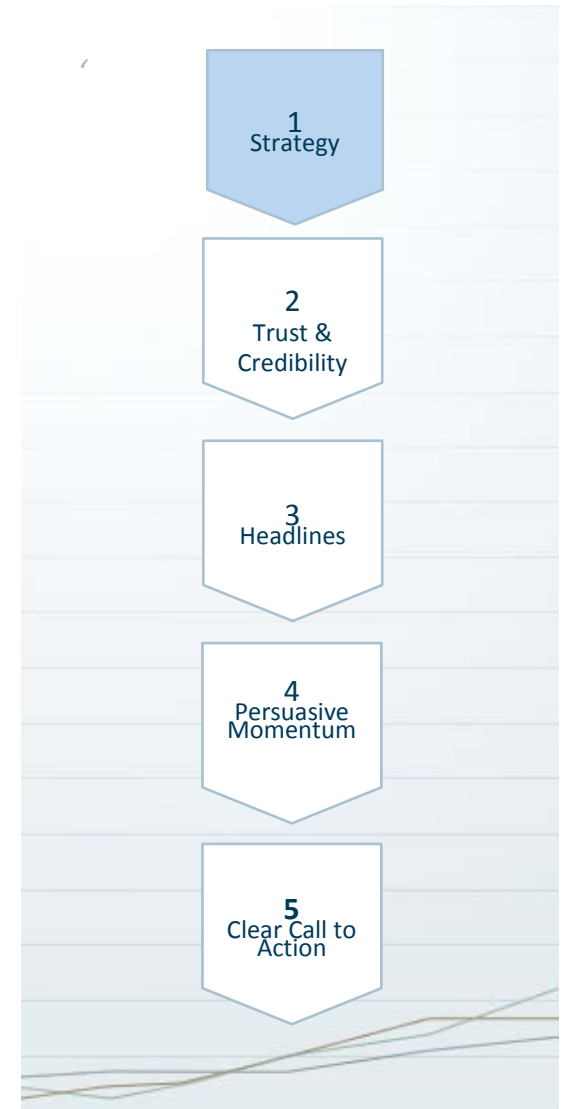 ‘
1
Strategy
2
Trust &
Credibility
3
Headlines
4
Persuasive
Momentum
5
Clear Call to
Action